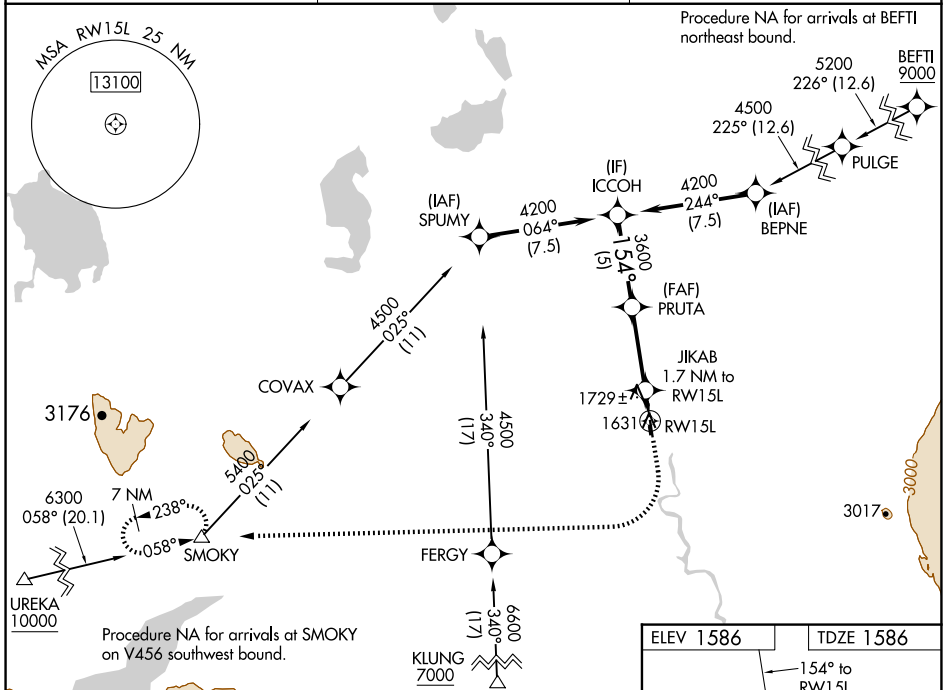 MSA RW15L 25 NM
13100
Procedure NA for arrivals at BEFTI
northeast bound.
BEFTI
9000
5200
226° (12.6)
4500
225° (12.6)
PULGE
(IF)
ICCOH
(IAF)
SPUMY
4200
064°
(7.5)
4200
244°
(7.5)
(IAF)
BEPNE
3600
154°
(5)
(FAF)
PRUTA
4500
025°
(11)
COVAX
JIKAB
1.7 NM to
RW15L
1729±
1631
RW15L
3176
5400
025°
(11)
4500
340°
(17)
3000
3017
6300
058° (20.1)
7 NM
238°
058°
SMOKY
FERGY
UREKA
10000
Procedure NA for arrivals at SMOKY
on V456 southwest bound.
6600
340°
(17)
KLUNG
7000
ELEV 1586
TDZE 1586
154° to
RW15L